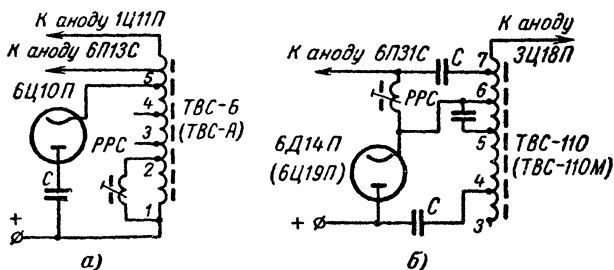 К аноду 1Ц11П
К аноду 6П13С
6Ц10П
5
4
3
2
1
РРС
С
ТВС-Б
(ТВС-А)
+
а)
К аноду 6П31С
К аноду
3Ц18П
С
7
6
РРС
5
6Д14П
(6Ц19П)
ТВС-110
(ТВС-110М)
4
С
3
+
б)